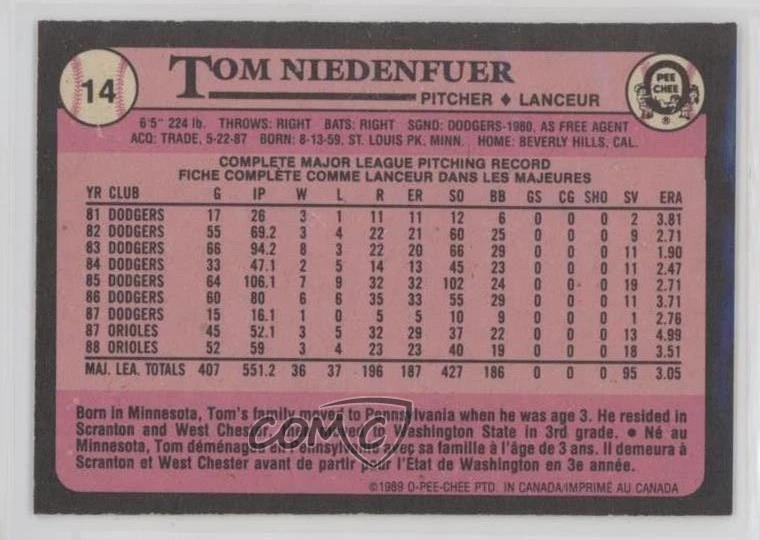 14
TOM NIEDENFUER
PITCHER ♦ LANCEUR
PEE
CHEE
®
6'5" 224 lb. THROWS: RIGHT BATS: RIGHT SGND: DODGERS-1980, AS FREE AGENT
ACQ: TRADE, 5-22-87 BORN: 8-13-59, ST. LOUIS PK, MINN. HOME: BEVERLY HILLS, CAL.
COMPLETE MAJOR LEAGUE PITCHING RECORD
FICHE COMPLÈTE COMME LANCEUR DANS LES MAJEURES
YR CLUB G IP W L R ER SO BB GS CG SHO SV ERA
81 DODGERS 17 26 3 1 11 11 12 6 0 0 0 2 3.81
82 DODGERS 55 69.2 3 4 22 21 60 25 0 0 0 9 2.71
83 DODGERS 66 94.2 8 3 22 20 66 29 0 0 0 11 1.90
84 DODGERS 33 47.1 2 5 14 13 45 23 0 0 0 11 2.47
85 DODGERS 64 106.1 7 9 32 32 102 24 0 0 0 19 2.71
86 DODGERS 60 80 6 6 35 33 55 29 0 0 0 11 3.71
87 DODGERS 15 16.1 1 0 5 5 10 9 0 0 0 1 2.76
87 ORIOLES 45 52.1 3 5 32 29 37 22 0 0 0 13 4.99
88 ORIOLES 52 59 3 4 23 23 40 19 0 0 0 18 3.51
MAJ. LEA. TOTALS 407 551.2 36 37 196 187 427 186 0 0 0 95 3.05
Born in Minnesota, Tom's family moved to Pennsylvania when he was age 3. He resided in
Scranton and West Chester, then moved to Washington State in 3rd grade. ● Né au
Minnesota, Tom déménagea en Pennsylvanie avec sa famille à l'âge de 3 ans. Il demeura à
Scranton et West Chester avant de partir pour l'Etat de Washington en 3e année.
COMC
©1989 O-PEE-CHEE PTD. IN CANADA/IMPRIMÉ AU CANADA